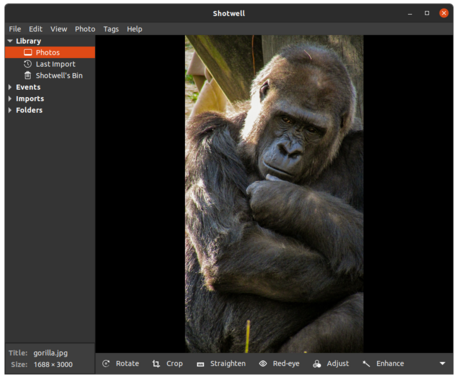 Shotwell
File Edit View Photo Tags Help
Library
Photos
Last Import
Shotwell's Bin
Events
Imports
Folders
Title: gorilla.jpg
Size: 1688 × 3000
Rotate Crop Straighten Red-eye Adjust Enhance